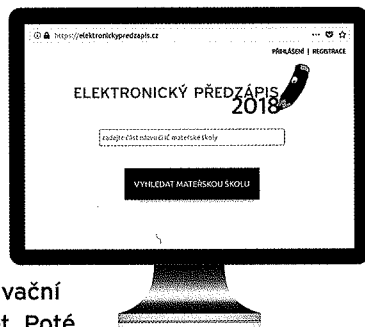 https://elektronickypredzapis.cz
PŘIHLÁŠENÍ | REGISTRACE
ELEKTRONICKÝ PŘEDZÁPIS
2018
zadejte část názvu či IČ mateřské školy
VYHLEDAT MATEŘSKOU ŠKOLU
vační
t. Poté